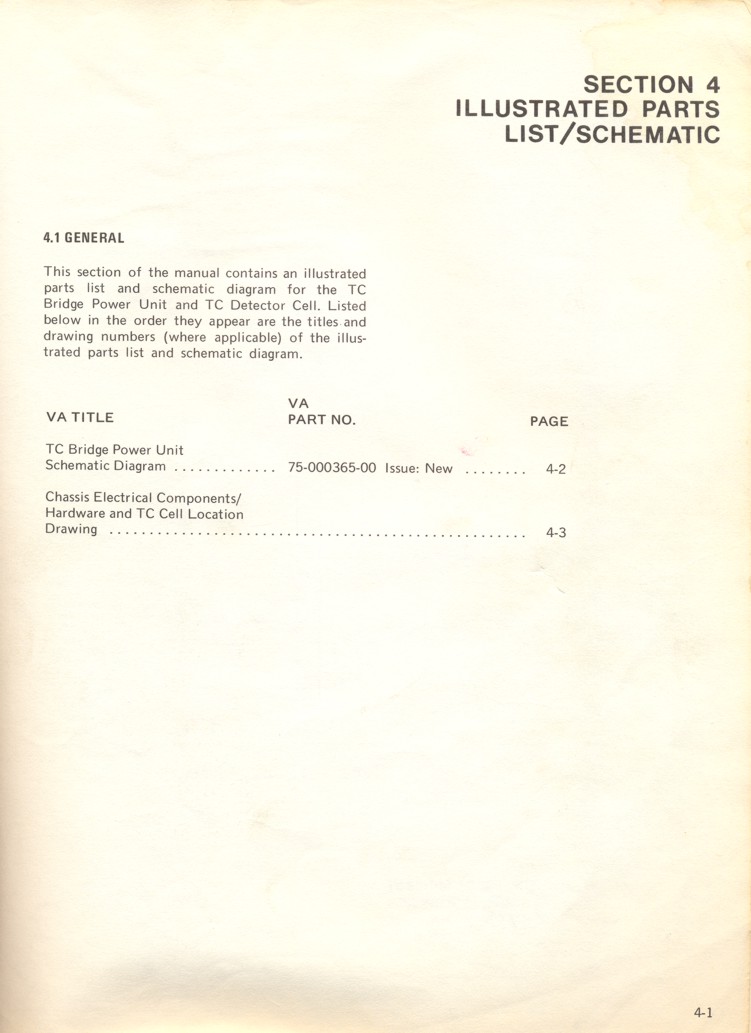 SECTION 4
ILLUSTRATED PARTS
LIST/SCHEMATIC
4.1 GENERAL
This section of the manual contains an illustrated
parts list and schematic diagram for the TC
Bridge Power Unit and TC Detector Cell. Listed
below in the order they appear are the titles and
drawing numbers (where applicable) of the illus-
trated parts list and schematic diagram.
VA TITLE VA PART NO. PAGE
TC Bridge Power Unit
Schematic Diagram ............. 75-000365-00 Issue: New ........ 4-2
Chassis Electrical Components/
Hardware and TC Cell Location
Drawing .................................................... 4-3
4-1